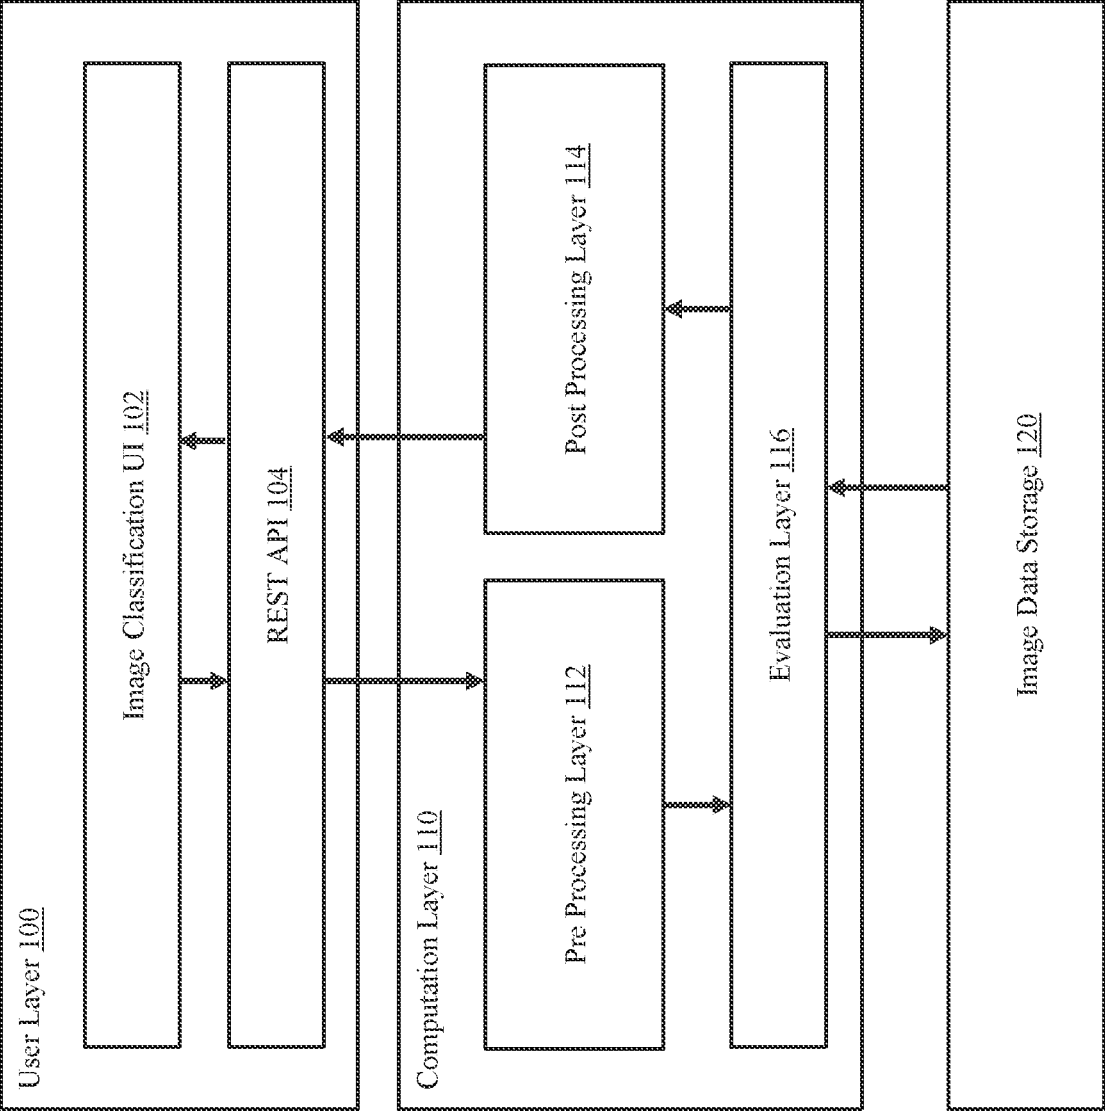 User Layer 100
Image Classification UI 102
REST API 104
Computation Layer 110
Pre Processing Layer 112
Post Processing Layer 114
Evaluation Layer 116
Image Data Storage 120